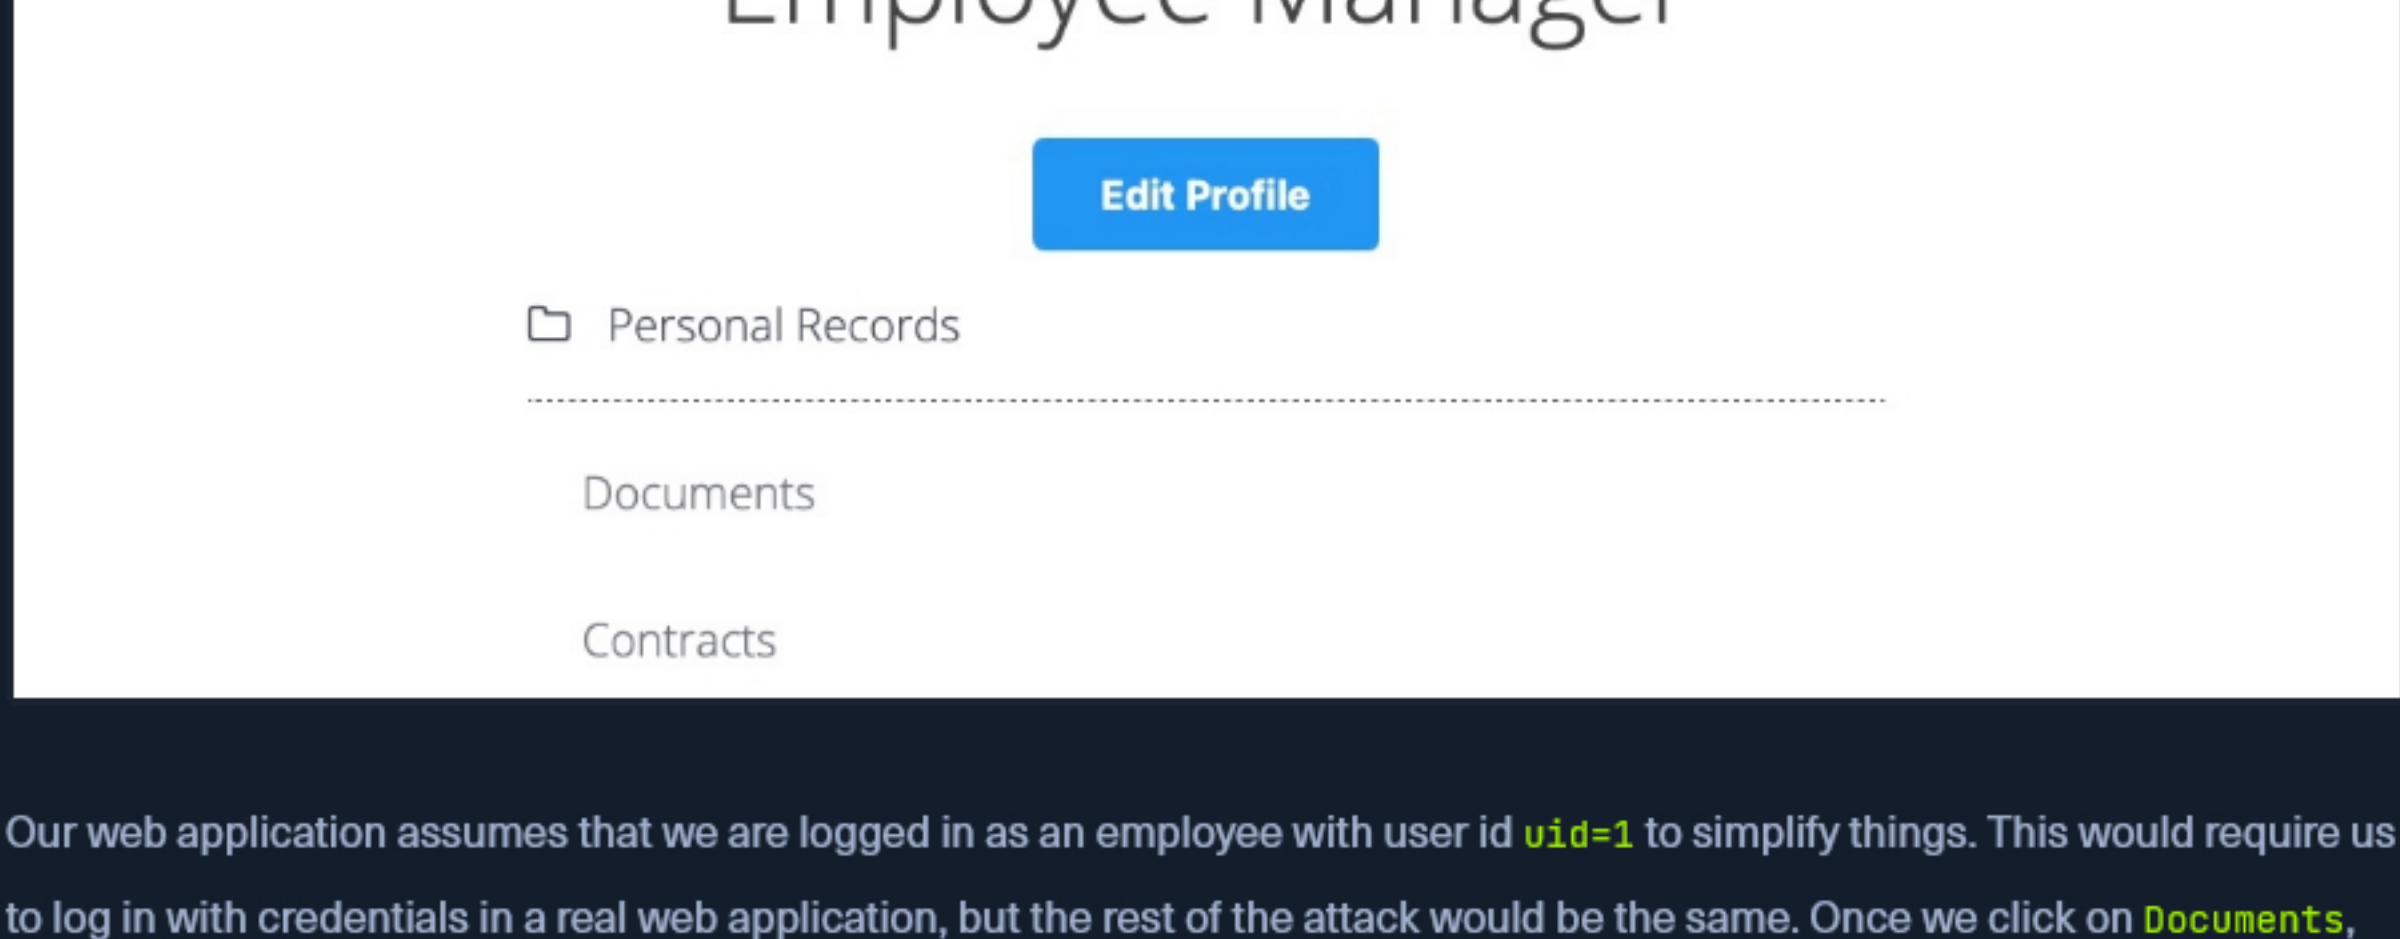 Employee Manager
Edit Profile
Personal Records
Documents
Contracts
Our web application assumes that we are logged in as an employee with user id uid=1 to simplify things. This would require us
to log in with credentials in a real web application, but the rest of the attack would be the same. Once we click on Documents,